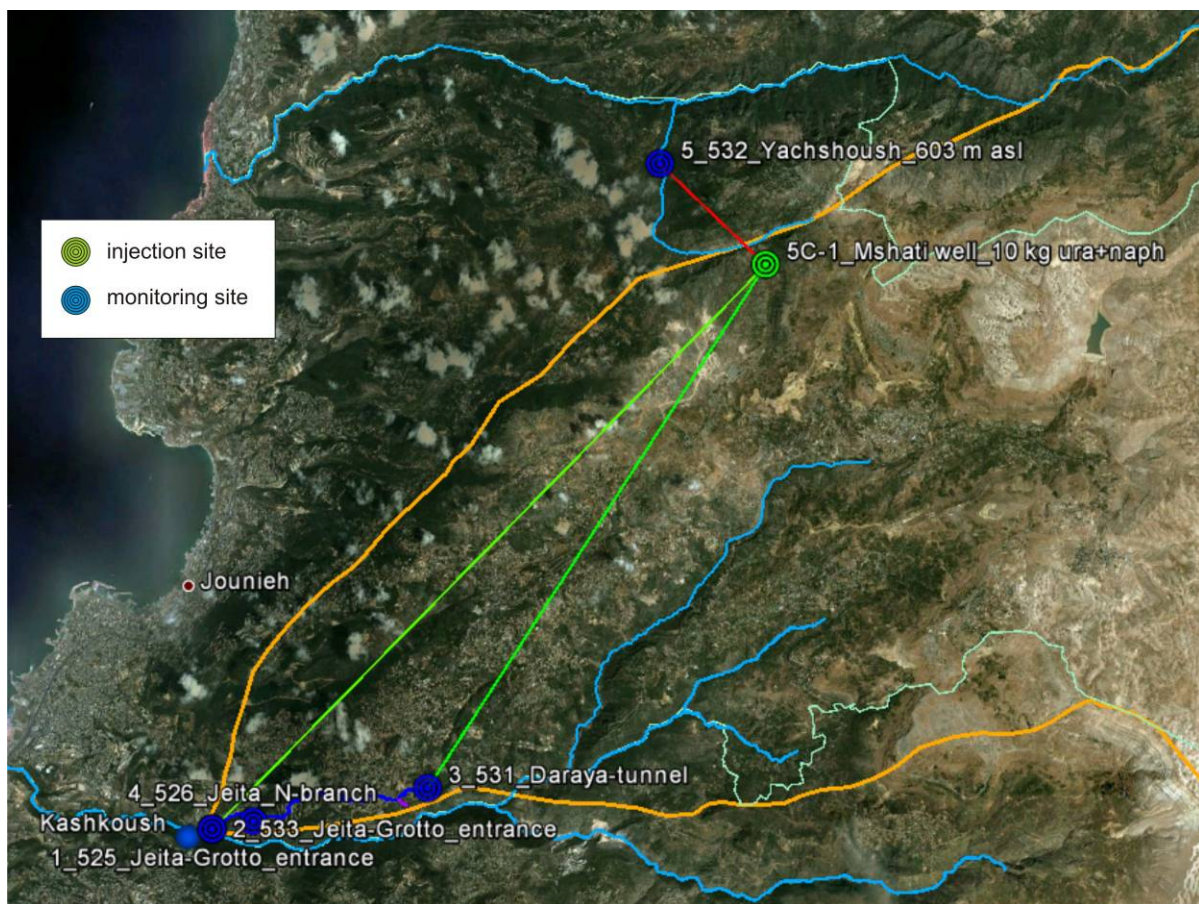 5_532_Yachshoush_603 m asl
injection site
5C-1_Mshati well_10 kg ura+naph
monitoring site
Jounieh
3_531_Daraya-tunnel
4_526_Jeita_N-branch
Kashkoush
2_533_Jeita-Grotto_entrance
1_525_Jeita-Grotto_entrance